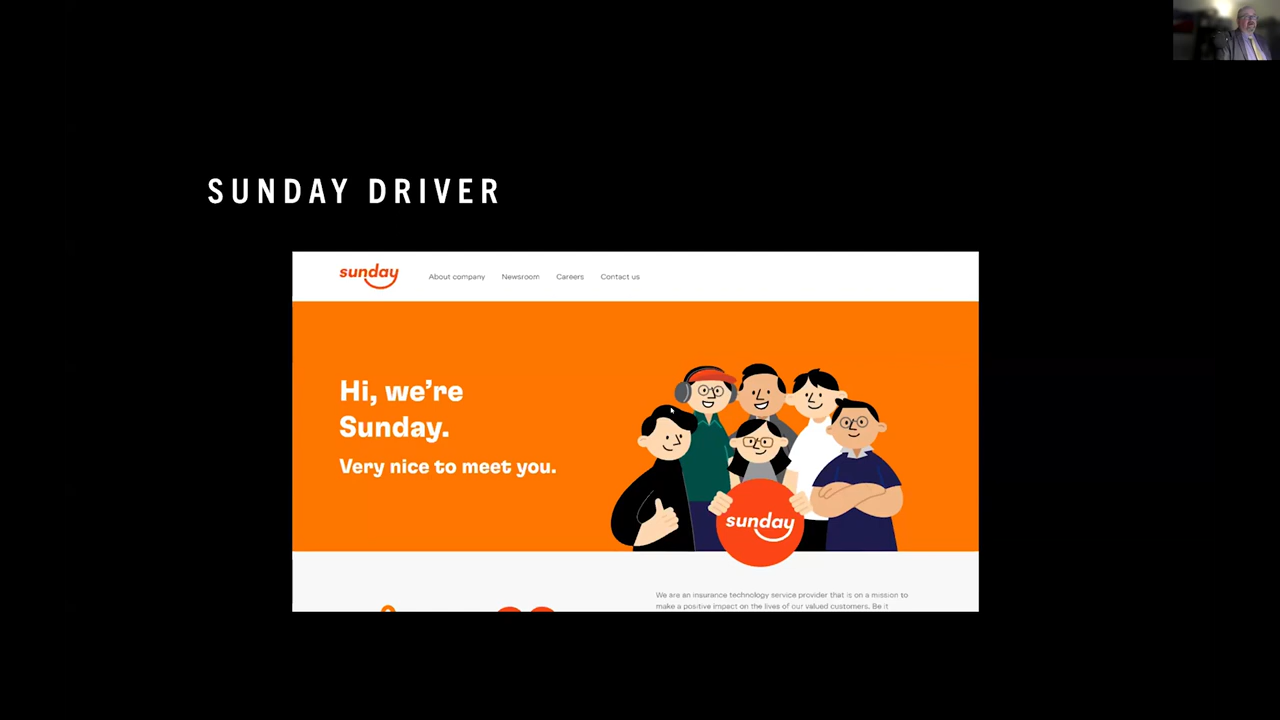 SUNDAY DRIVER
sunday
About company
Newsroom
Careers
Contact us
Hi, we’re
Sunday.
Very nice to meet you.
sunday
We are an insurance technology service provider that is on a mission to
make a positive impact on the lives of our valued customers. Be it